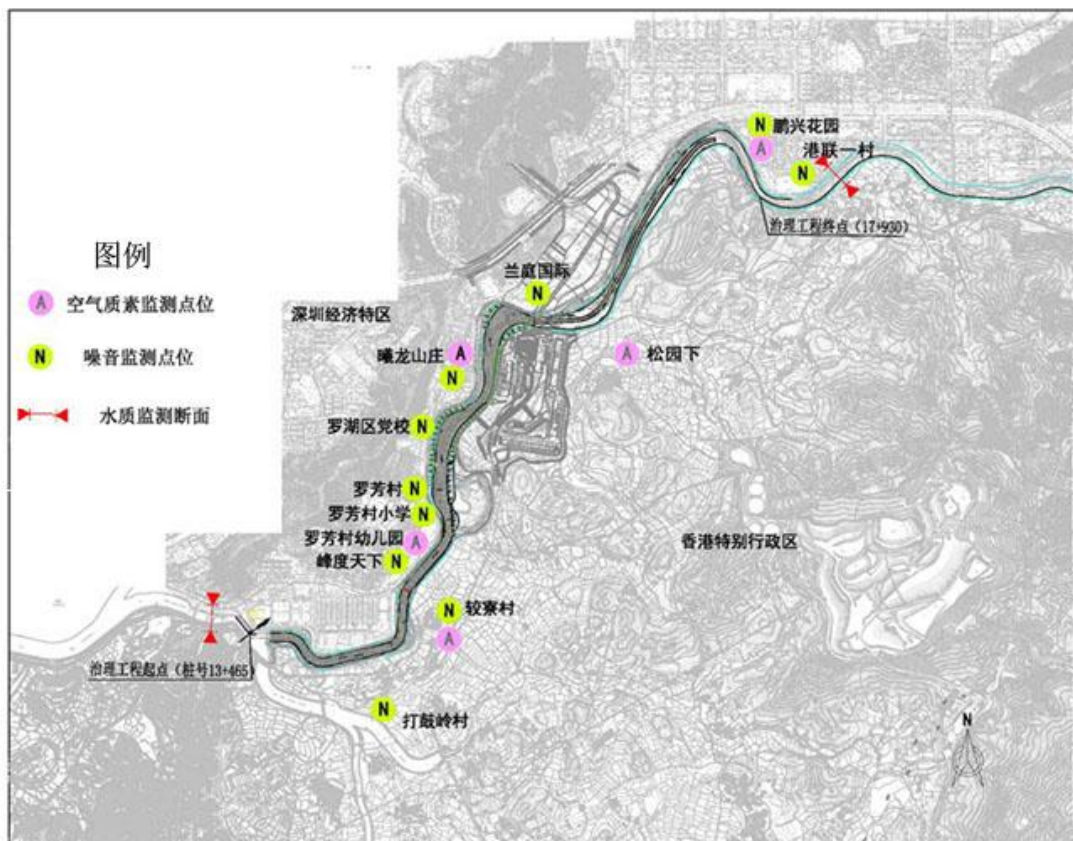 N
鹏兴花园
A
港联一村
N
治理工程终点（17+930）
图例
兰庭国际
N
A
空气质素监测点位
深圳经济特区
N
噪音监测点位
曦龙山庄
A
N
A
松园下
水质监测断面
罗湖区党校
N
罗芳村
N
罗芳村小学
N
罗芳村幼儿园
A
香港特别行政区
峰度天下
N
N
较寮村
A
治理工程起点（桩号13+465）
N
打鼓岭村
N